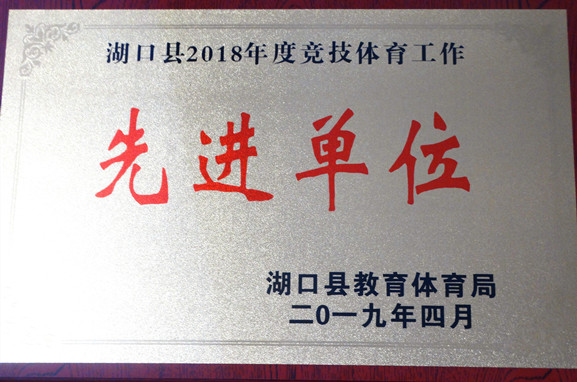 湖口县2018年度竞技体育工作
先进单位
湖口县教育体育局
二0一九年四月